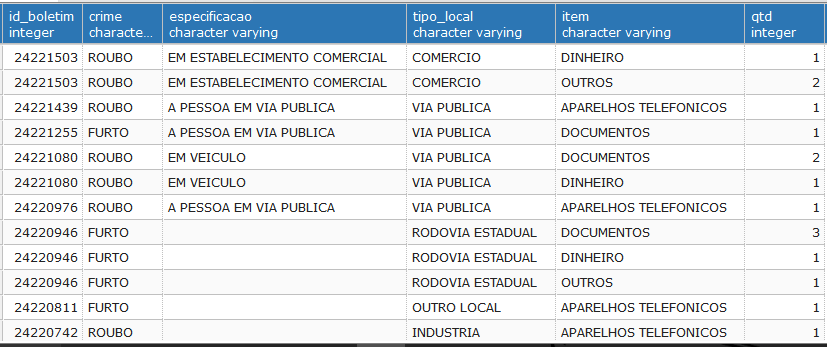 id_boletim crime especificacao tipo_local item qtd
integer characte... character varying character varying character varying integer
24221503 ROUBO EM ESTABELECIMENTO COMERCIAL COMERCIO DINHEIRO 1
24221503 ROUBO EM ESTABELECIMENTO COMERCIAL COMERCIO OUTROS 2
24221439 ROUBO A PESSOA EM VIA PUBLICA VIA PUBLICA APARELHOS TELEFONICOS 1
24221255 FURTO A PESSOA EM VIA PUBLICA VIA PUBLICA DOCUMENTOS 1
24221080 ROUBO EM VEICULO VIA PUBLICA DOCUMENTOS 2
24221080 ROUBO EM VEICULO VIA PUBLICA DINHEIRO 1
24220976 ROUBO A PESSOA EM VIA PUBLICA VIA PUBLICA APARELHOS TELEFONICOS 1
24220946 FURTO RODOVIA ESTADUAL DOCUMENTOS 3
24220946 FURTO RODOVIA ESTADUAL DINHEIRO 1
24220946 FURTO RODOVIA ESTADUAL OUTROS 1
24220811 FURTO OUTRO LOCAL APARELHOS TELEFONICOS 1
24220742 ROUBO INDUSTRIA APARELHOS TELEFONICOS 1